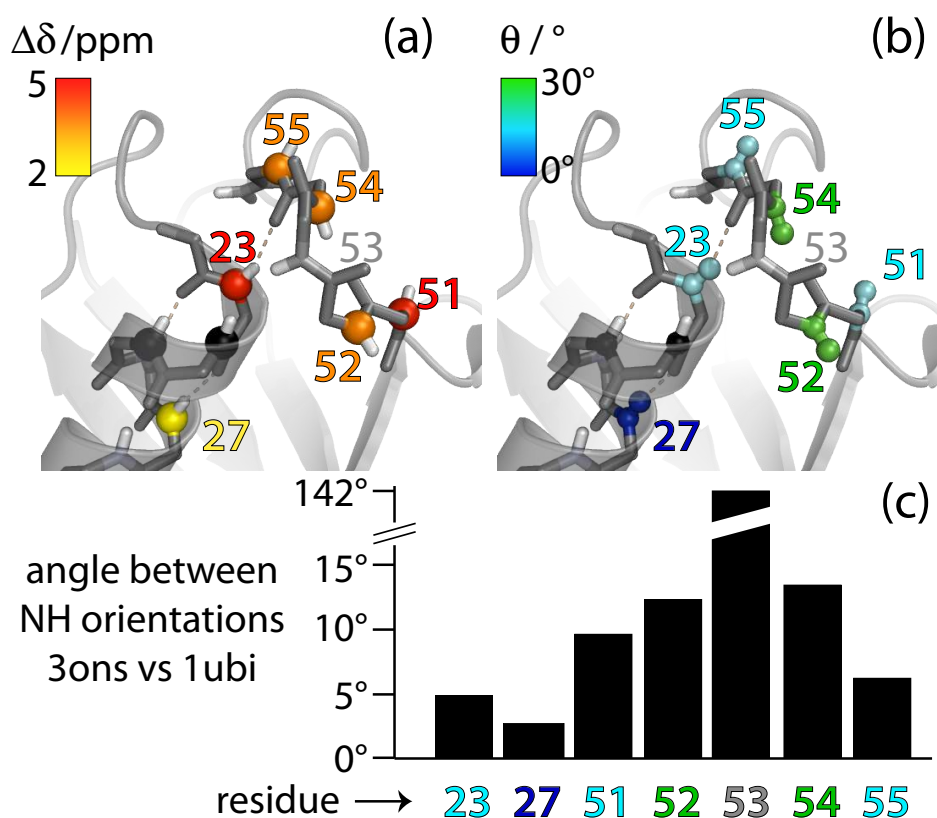 Δδ/ppm
(a)
5
2
55
54
23
53
51
52
27
θ / °
(b)
30°
0°
55
54
23
53
51
52
27
(c)
142°
15°
10°
5°
0°
angle between
NH orientations
3ons vs 1ubi
residue → 23 27 51 52 53 54 55